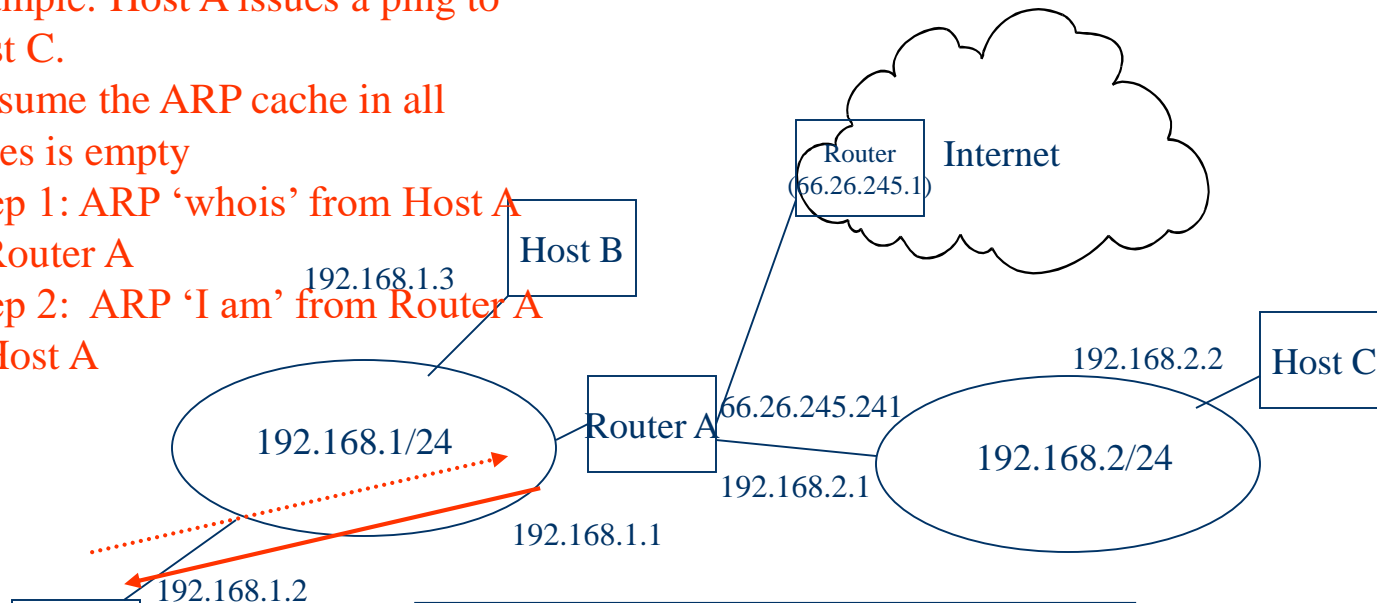 mple: Host A issues a ping to
st C.
sume the ARP cache in all
es is empty
ep 1: ARP ‘whois’ from Host A
Router A
ep 2:  ARP ‘I am’ from Router A
Host A
Router
(66.26.245.1)
Internet
Host B
192.168.1.3
192.168.2.2
Host C
66.26.245.241
Router A
192.168.1/24
192.168.2/24
192.168.2.1
192.168.1.1
192.168.1.2